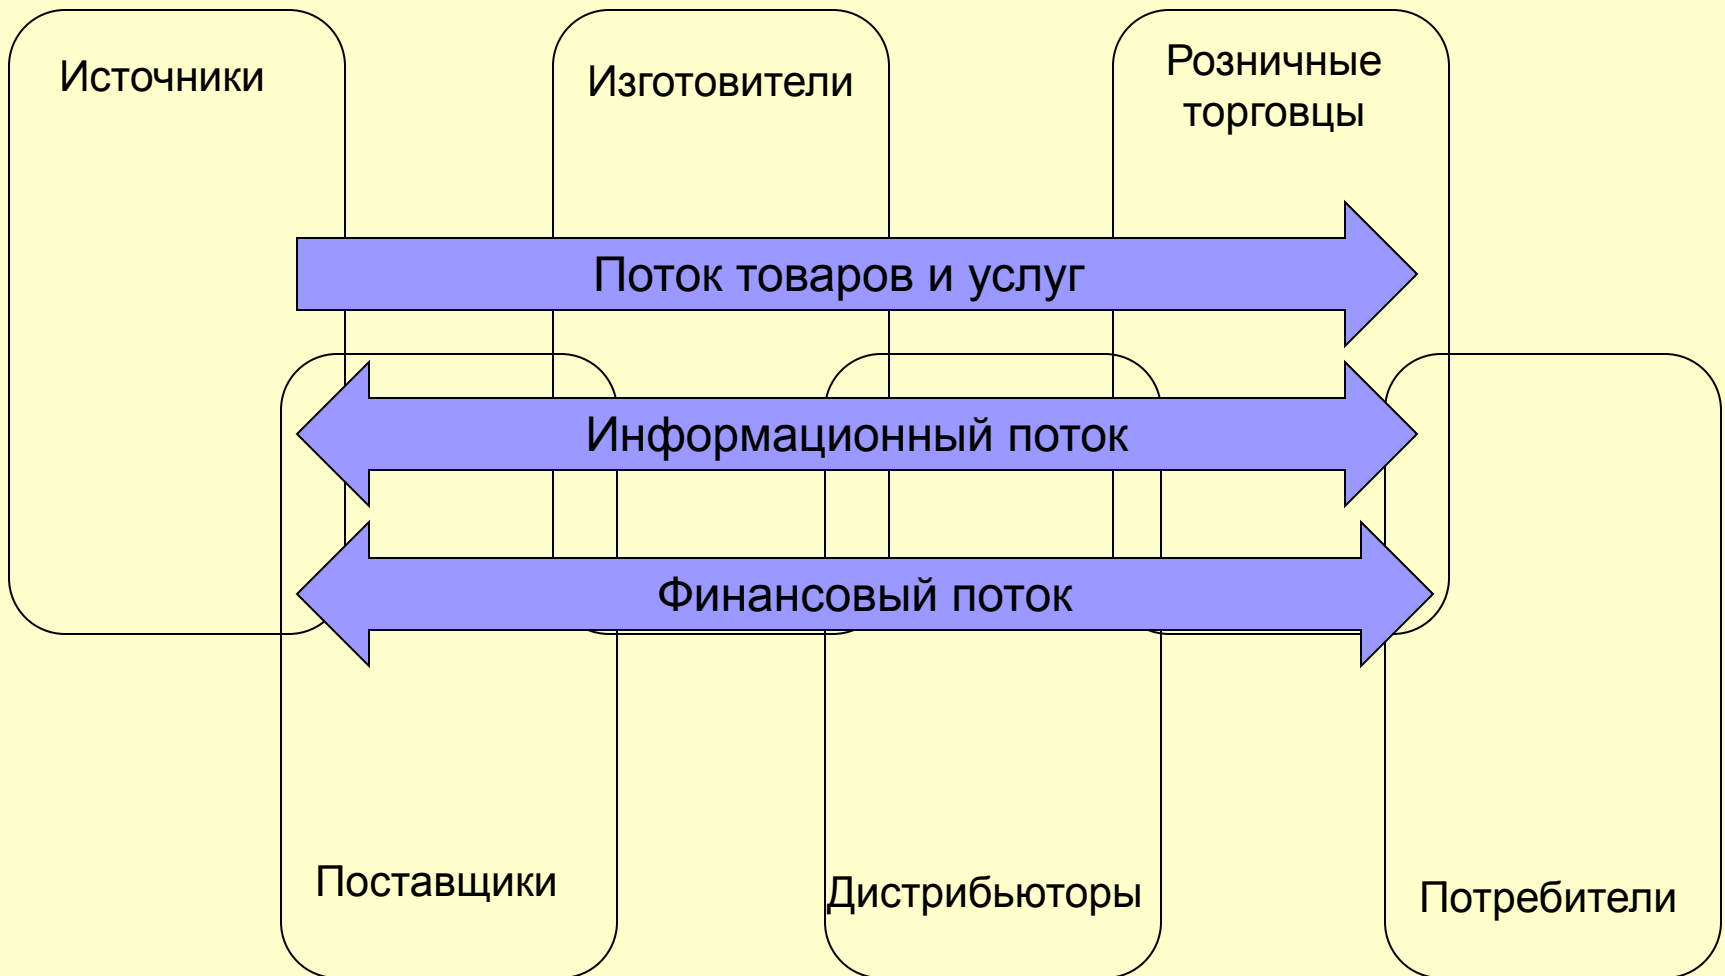 Источники
Изготовители
Розничные
торговцы
Поток товаров и услуг
Информационный поток
Финансовый поток
Поставщики
Дистрибьюторы
Потребители